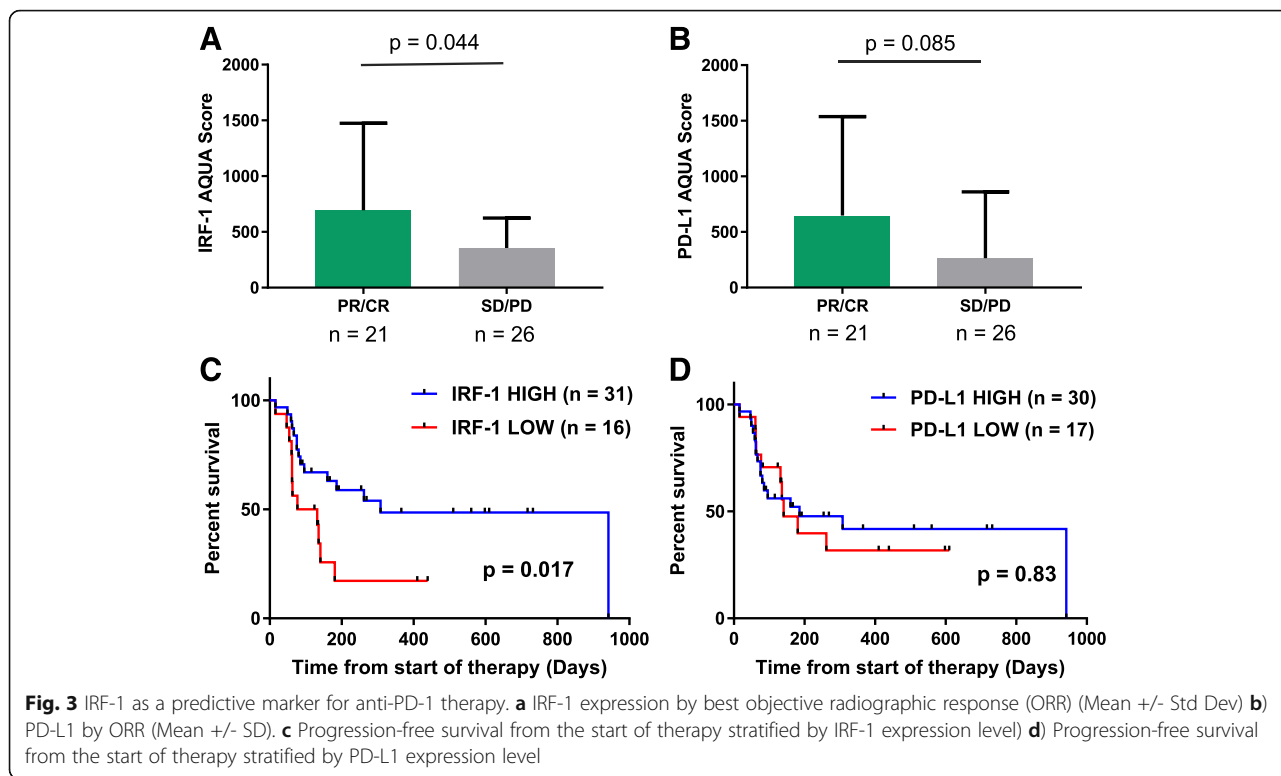 A
p = 0.044
IRF-1 AQUA Score
2000
1500
1000
500
0
PR/CR
SD/PD
n = 21
n = 26
B
p = 0.085
PD-L1 AQUA Score
2000
1500
1000
500
0
PR/CR
SD/PD
n = 21
n = 26
C
IRF-1 HIGH (n = 31)
IRF-1 LOW (n = 16)
Percent survival
100
50
0
p = 0.017
0 200 400 600 800 1000
Time from start of therapy (Days)
D
PD-L1 HIGH (n = 30)
PD-L1 LOW (n = 17)
Percent survival
100
50
0
p = 0.83
0 200 400 600 800 1000
Time from start of therapy (Days)
Fig. 3 IRF-1 as a predictive marker for anti-PD-1 therapy. a IRF-1 expression by best objective radiographic response (ORR) (Mean +/- Std Dev) b)
PD-L1 by ORR (Mean +/- SD). c Progression-free survival from the start of therapy stratified by IRF-1 expression level) d) Progression-free survival
from the start of therapy stratified by PD-L1 expression level